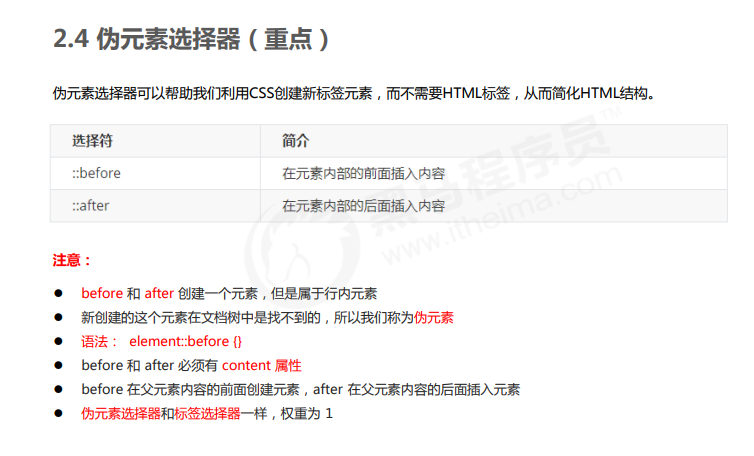 2.4 伪元素选择器（重点）
伪元素选择器可以帮助我们利用CSS创建新标签元素，而不需要HTML标签，从而简化HTML结构。
选择符 简介
::before 在元素内部的前面插入内容
::after 在元素内部的后面插入内容
黑马程序员™
www.itheima.com
注意：
● before 和 after 创建一个元素，但是属于行内元素
● 新创建的这个元素在文档树中是找不到的，所以我们称为伪元素
● 语法： element::before {}
● before 和 after 必须有 content 属性
● before 在父元素内容的前面创建元素，after 在父元素内容的后面插入元素
● 伪元素选择器和标签选择器一样，权重为 1